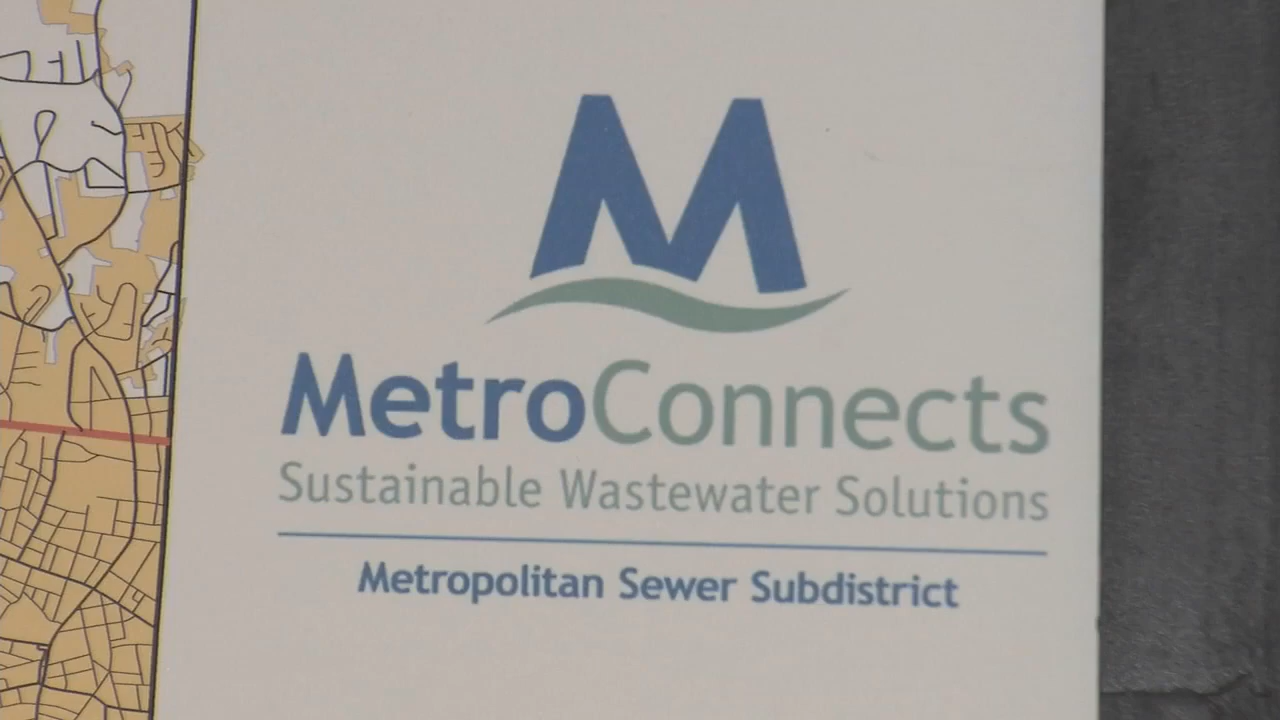 M
MetroConnects
Sustainable Wastewater Solutions
Metropolitan Sewer Subdistrict